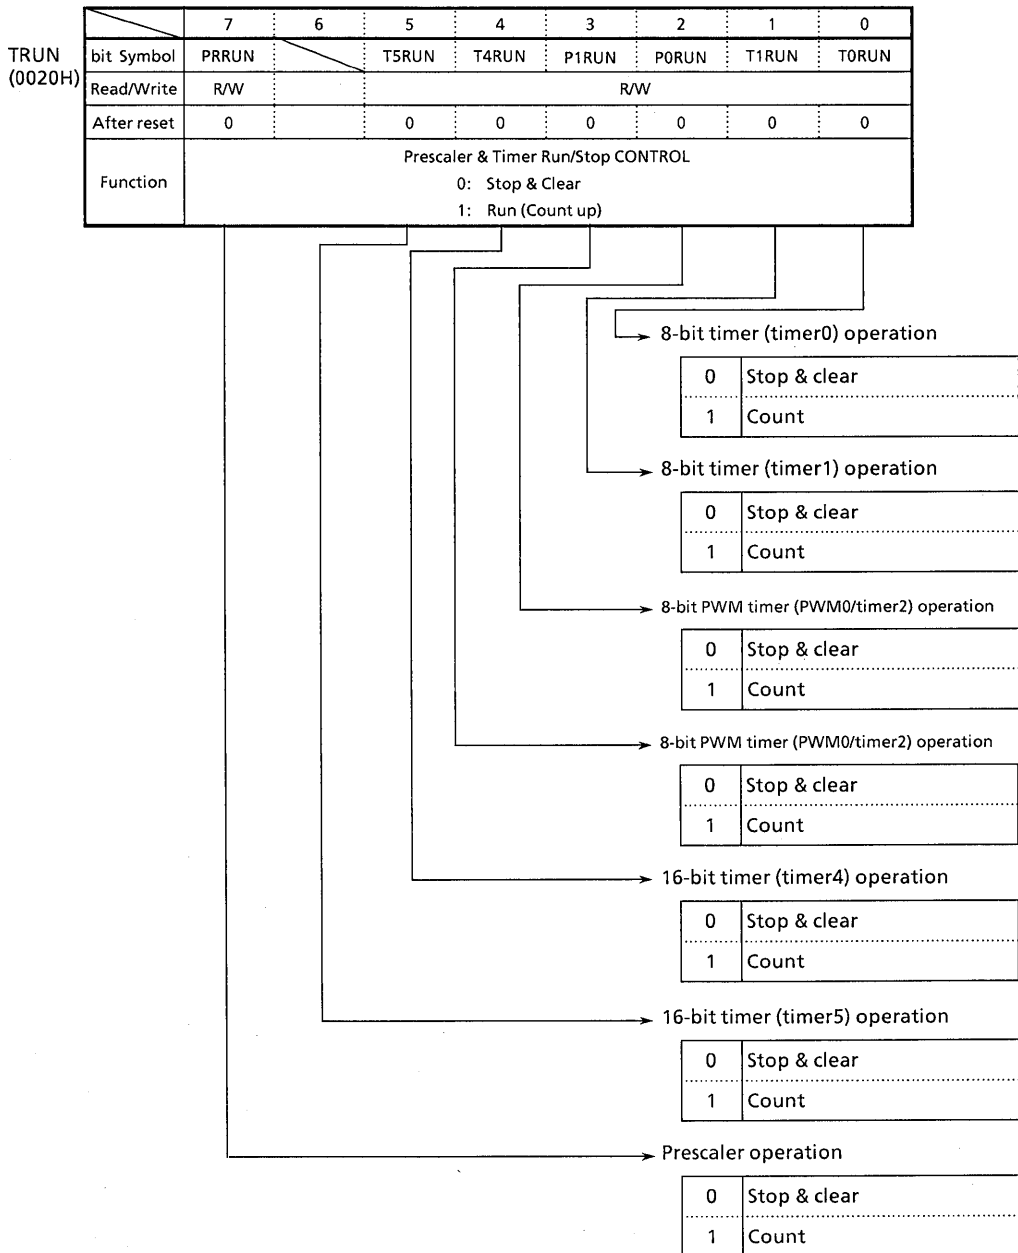 7 6 5 4 3 2 1 0
TRUN
(0020H)
bit Symbol PRRUN T5RUN T4RUN P1RUN P0RUN T1RUN T0RUN
Read/Write R/W R/W
After reset 0 0 0 0 0 0 0
Function
Prescaler & Timer Run/Stop CONTROL
0: Stop & Clear
1: Run (Count up)
8-bit timer (timer0) operation
0 Stop & clear
1 Count
8-bit timer (timer1) operation
0 Stop & clear
1 Count
8-bit PWM timer (PWM0/timer2) operation
0 Stop & clear
1 Count
8-bit PWM timer (PWM0/timer2) operation
0 Stop & clear
1 Count
16-bit timer (timer4) operation
0 Stop & clear
1 Count
16-bit timer (timer5) operation
0 Stop & clear
1 Count
Prescaler operation
0 Stop & clear
1 Count